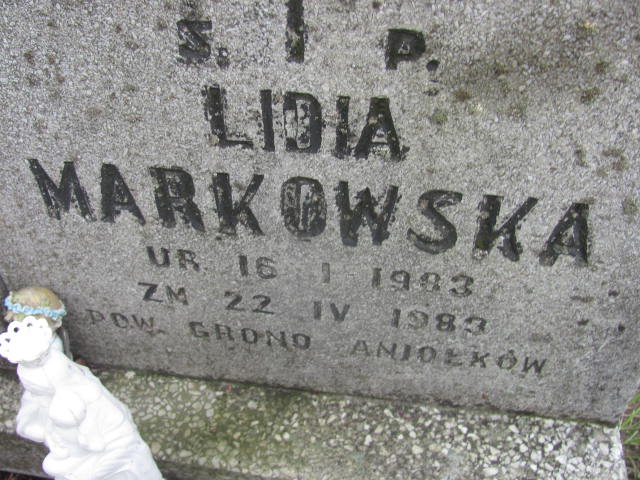 S. P.
LIDIA
MARKOWSKA
UR. 16 I 1983
ZM 22 IV 1983
POW. GRONO ANIOŁKÓW